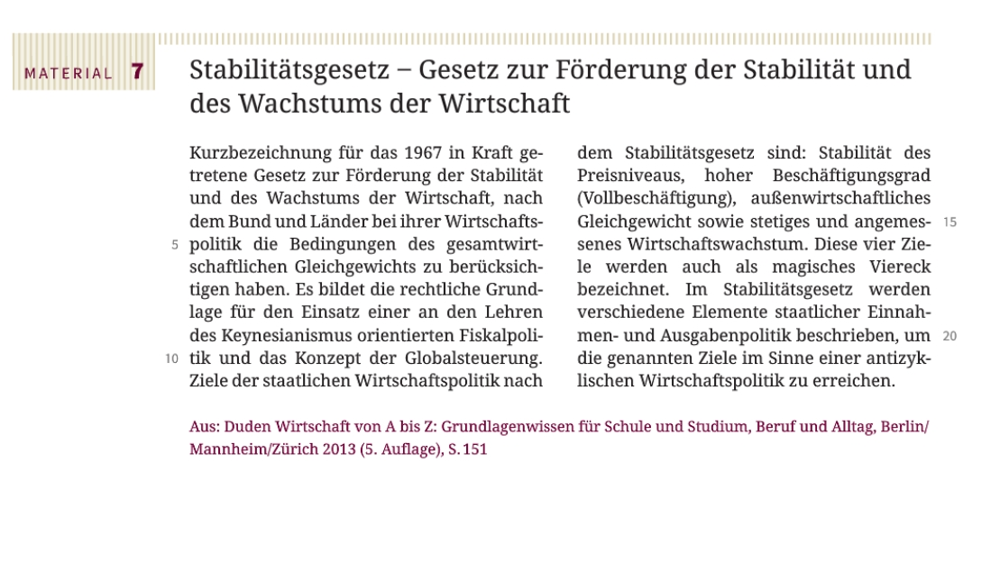 MATERIAL 7
Stabilitätsgesetz – Gesetz zur Förderung der Stabilität und
des Wachstums der Wirtschaft
Kurzbezeichnung für das 1967 in Kraft ge-
tretene Gesetz zur Förderung der Stabilität
und des Wachstums der Wirtschaft, nach
dem Bund und Länder bei ihrer Wirtschafts-
5 politik die Bedingungen des gesamtwirt-
schaftlichen Gleichgewichts zu berücksich-
tigen haben. Es bildet die rechtliche Grund-
lage für den Einsatz einer an den Lehren
des Keynesianismus orientierten Fiskalpoli-
10 tik und das Konzept der Globalsteuerung.
Ziele der staatlichen Wirtschaftspolitik nach
dem Stabilitätsgesetz sind: Stabilität des
Preisniveaus, hoher Beschäftigungsgrad
(Vollbeschäftigung), außenwirtschaftliches
Gleichgewicht sowie stetiges und angemes- 15
senes Wirtschaftswachstum. Diese vier Zie-
le werden auch als magisches Viereck
bezeichnet. Im Stabilitätsgesetz werden
verschiedene Elemente staatlicher Einnah-
men- und Ausgabenpolitik beschrieben, um 20
die genannten Ziele im Sinne einer antizyk-
lischen Wirtschaftspolitik zu erreichen.
Aus: Duden Wirtschaft von A bis Z: Grundlagenwissen für Schule und Studium, Beruf und Alltag, Berlin/
Mannheim/Zürich 2013 (5. Auflage), S. 151